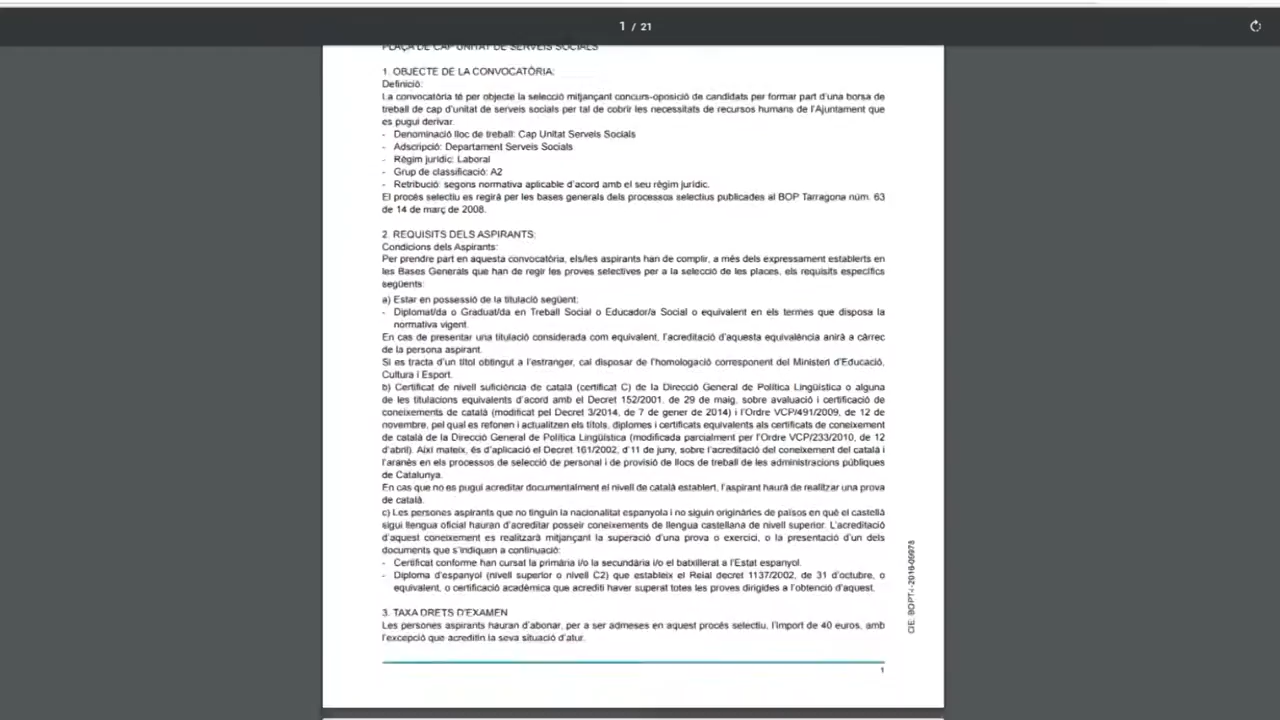 1 / 21
PLAÇA DE CAP UNITAT DE SERVEIS SOCIALS
1. OBJECTE DE LA CONVOCATÒRIA:
Definició:
La convocatòria té per objecte la selecció mitjançant concurs-oposició de candidats per formar part d'una borsa de
treball de cap d'unitat de serveis socials per tal de cobrir les necessitats de recursos humans de l'Ajuntament que
es pugui derivar.
- Denominació lloc de treball: Cap Unitat Serveis Socials
- Adscripció: Departament Serveis Socials
- Règim jurídic: Laboral
- Grup de classificació: A2
- Retribució: segons normativa aplicable d'acord amb el seu règim jurídic.
El procés selectiu es regirà per les bases generals dels processos selectius publicades al BOP Tarragona núm. 63
de 14 de març de 2008.
2. REQUISITS DELS ASPIRANTS:
Condicions dels Aspirants:
Per prendre part en aquesta convocatòria, els/les aspirants han de complir, a més dels expressament establerts en
les Bases Generals que han de regir les proves selectives per a la selecció de les places, els requisits específics
següents:
a) Estar en possessió de la titulació següent:
- Diplomat/da o Graduat/da en Treball Social o Educador/a Social o equivalent en els termes que disposa la
normativa vigent.
En cas de presentar una titulació considerada com equivalent, l'acreditació d'aquesta equivalència anirà a càrrec
de la persona aspirant.
Si es tracta d'un títol obtingut a l'estranger, cal disposar de l'homologació corresponent del Ministeri d'Educació,
Cultura i Esport.
b) Certificat de nivell suficiència de català (certificat C) de la Direcció General de Política Lingüística o alguna
de les titulacions equivalents d'acord amb el Decret 152/2001, de 29 de maig, sobre avaluació i certificació de
coneixements de català (modificat pel Decret 3/2014, de 7 de gener de 2014) i l'Ordre VCP/491/2009, de 12 de
novembre, pel qual es refonen i actualitzen els títols, diplomes i certificats equivalents als certificats de coneixement
de català de la Direcció General de Política Lingüística (modificada parcialment per l'Ordre VCP/233/2010, de 12
d'abril). Així mateix, és d'aplicació el Decret 161/2002, d'11 de juny, sobre l'acreditació del coneixement del català i
l'aranès en els processos de selecció de personal i de provisió de llocs de treball de les administracions públiques
de Catalunya.
En cas que no es pugui acreditar documentalment el nivell de català establert, l'aspirant haurà de realitzar una prova
de català.
c) Les persones aspirants que no tinguin la nacionalitat espanyola i no siguin originàries de països en què el castellà
sigui llengua oficial hauran d'acreditar posseir coneixements de llengua castellana de nivell superior. L'acreditació
d'aquest coneixement es realitzarà mitjançant la superació d'una prova o exercici, o la presentació d'un dels
documents que s'indiquen a continuació:
- Certificat conforme han cursat la primària i/o la secundària i/o el batxillerat a l'Estat espanyol.
- Diploma d'espanyol (nivell superior o nivell C2) que estableix el Reial decret 1137/2002, de 31 d'octubre, o
equivalent, o certificació acadèmica que acrediti haver superat totes les proves dirigides a l'obtenció d'aquest.
3. TAXA DRETS D'EXAMEN
Les persones aspirants hauran d'abonar, per a ser admeses en aquest procés selectiu, l'import de 40 euros, amb
l'excepció que acreditin la seva situació d'atur.
1